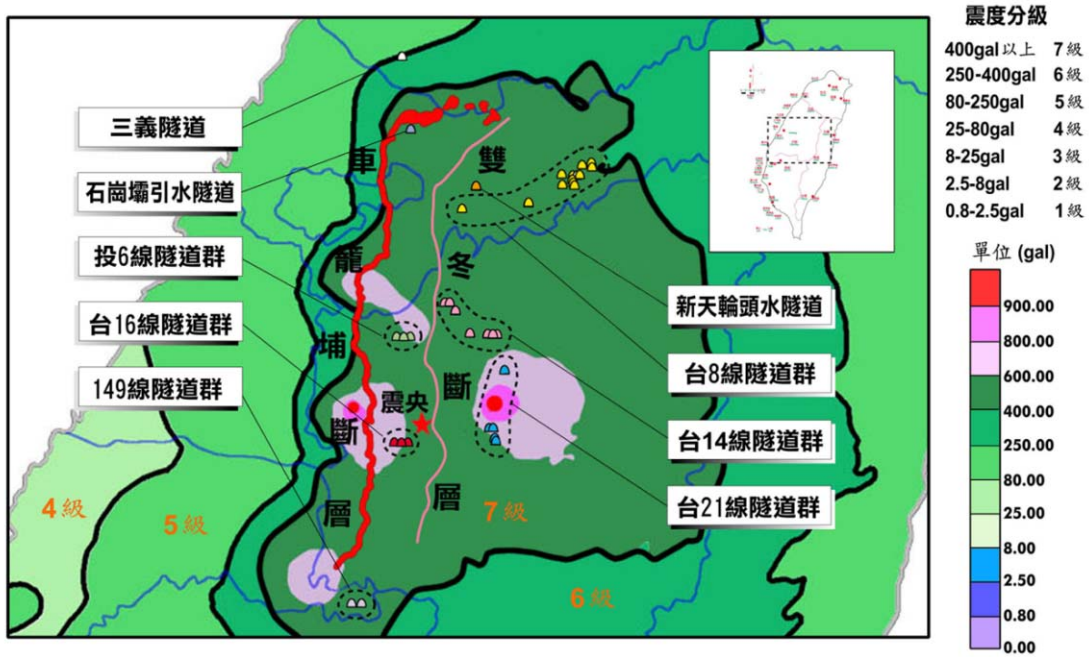 三義隧道
石崗壩引水隧道
投6線隧道群
台16線隧道群
149線隧道群
車籠埔斷層
雙冬斷層
震央
4級
5級
7級
6級
新天輪頭水隧道
台8線隧道群
台14線隧道群
台21線隧道群
震度分級
400gal以上 7級
250-400gal 6級
80-250gal 5級
25-80gal 4級
8-25gal 3級
2.5-8gal 2級
0.8-2.5gal 1級
單位 (gal)
900.00
800.00
600.00
400.00
250.00
80.00
25.00
8.00
2.50
0.80
0.00